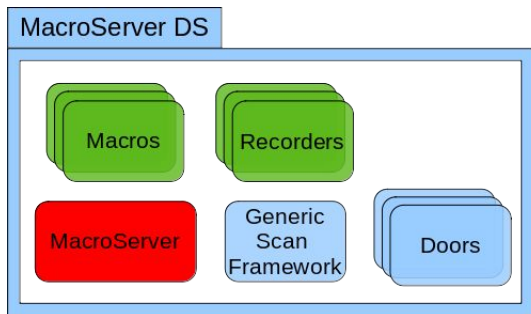 MacroServer DS
Macros
Recorders
MacroServer
Generic
Scan
Framework
Doors